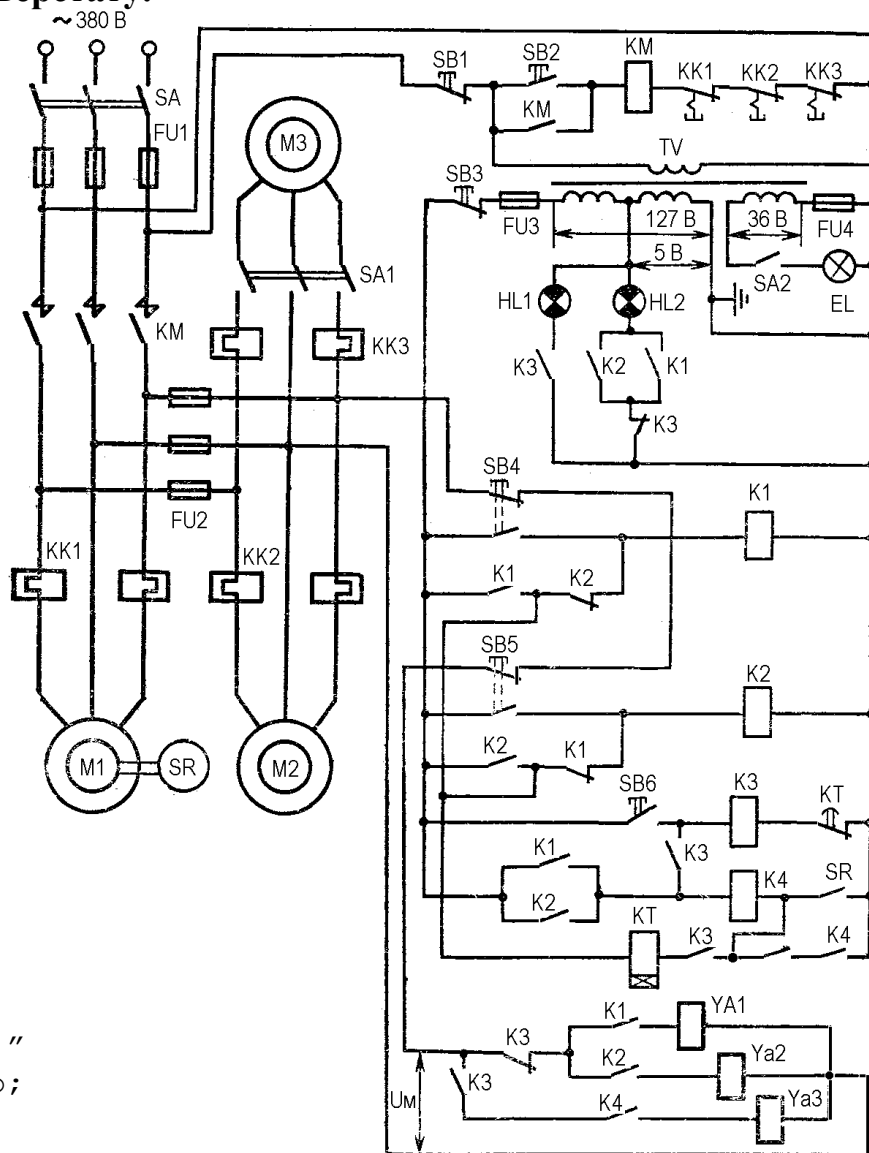 ~380 В
SB1
SB2
KM
KK1
KK2
KK3
SA
KM
FU1
M3
TV
SB3
FU3
127 В
36 В
FU4
5 В
SA2
EL
SA1
HL1
HL2
KM
KK3
K3
K2
K1
K3
SB4
K1
FU2
KK1
KK2
K1
K2
SB5
K2
M1
SR
M2
K2
K1
SB6
K3
KT
K1
K3
K2
K4
SR
KT
K3
K4
K1
YA1
K3
K2
Ya2
K3
Uм
K4
Ya3
"
;